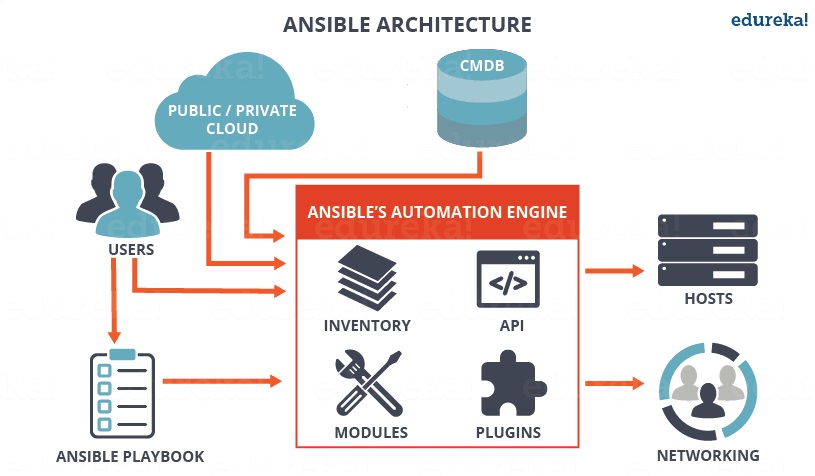 ANSIBLE ARCHITECTURE
edureka!
CMDB
PUBLIC / PRIVATE
CLOUD
ANSIBLE'S AUTOMATION ENGINE
edureka!
USERS
HOSTS
INVENTORY
API
MODULES
PLUGINS
ANSIBLE PLAYBOOK
NETWORKING